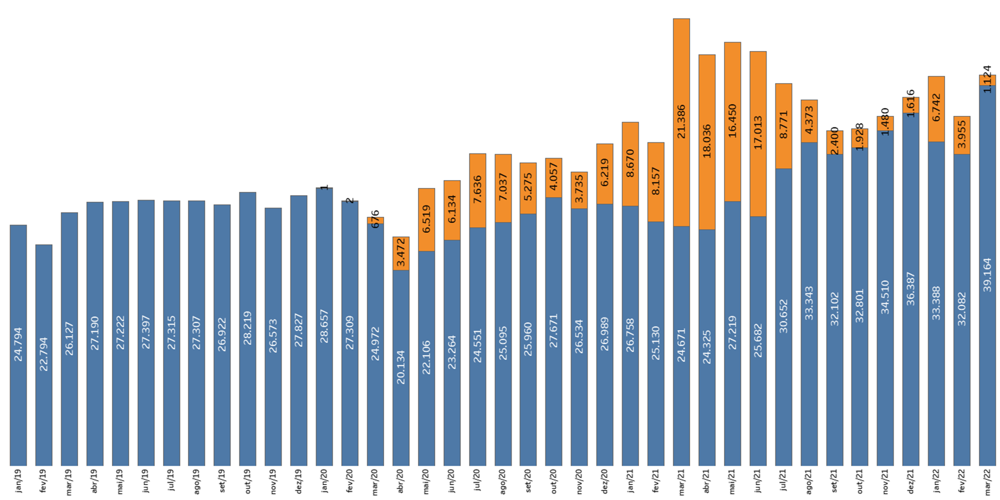 21.386
18.036
16.450
17.013
8.771
4.373
2.400
1.928
1.480
1.616
6.742
3.955
1.124
1
2
676
3.472
6.519
6.134
7.636
7.037
5.275
4.057
3.735
6.219
8.670
8.157
24.794
22.794
26.127
27.190
27.222
27.397
27.315
27.307
26.922
28.219
26.573
27.827
28.657
27.309
24.972
20.134
22.106
23.264
24.551
25.095
25.960
27.671
26.534
26.989
26.758
25.130
24.671
24.325
27.219
25.682
30.652
33.343
32.102
32.801
34.510
36.387
33.388
32.082
39.164
jan/19
fev/19
mar/19
abr/19
mai/19
jun/19
jul/19
ago/19
set/19
out/19
nov/19
dez/19
jan/20
fev/20
mar/20
abr/20
mai/20
jun/20
jul/20
ago/20
set/20
out/20
nov/20
dez/20
jan/21
fev/21
mar/21
abr/21
mai/21
jun/21
jul/21
ago/21
set/21
out/21
nov/21
dez/21
jan/22
fev/22
mar/22